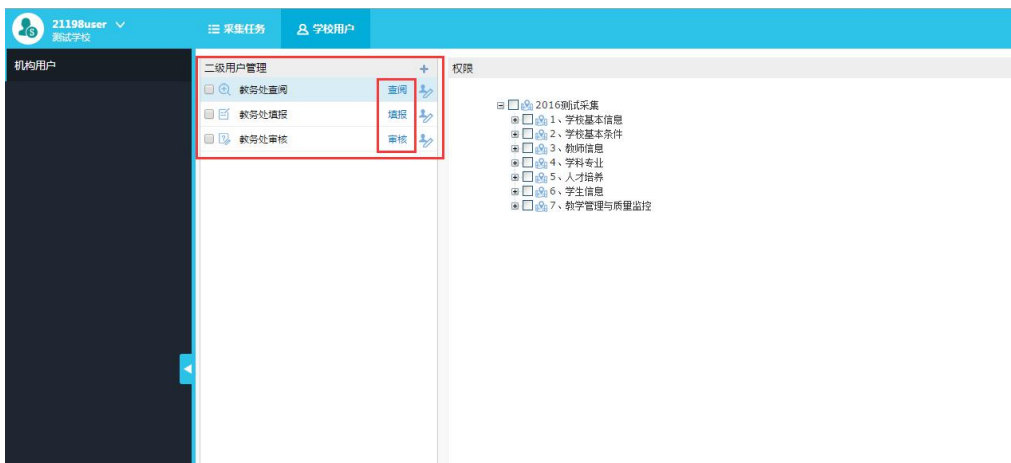 21198user
测试学校
采集任务
学校用户
机构用户
二级用户管理 +
教务处查阅 查阅
教务处填报 填报
教务处审核 审核
权限
2016测试采集
1、学校基本信息
2、学校基本条件
3、教师信息
4、学科专业
5、人才培养
6、学生信息
7、教学管理与质量监控